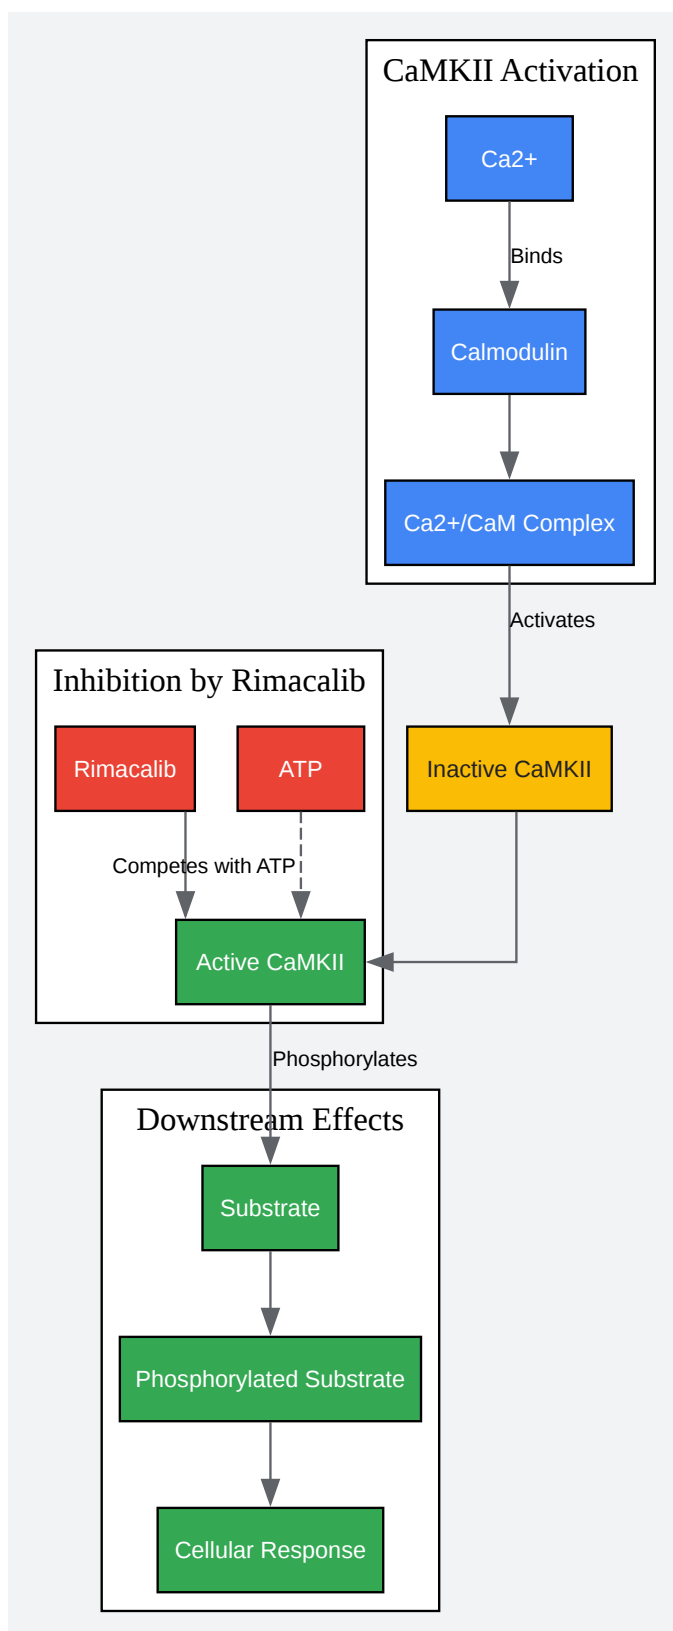 CaMKII Activation
Ca2+
Binds
Calmodulin
Ca2+/CaM Complex
Activates
Inhibition by Rimacalib
Rimacalib
ATP
Inactive CaMKII
Competes with ATP
Active CaMKII
Phosphorylates
Downstream Effects
Substrate
Phosphorylated Substrate
Cellular Response